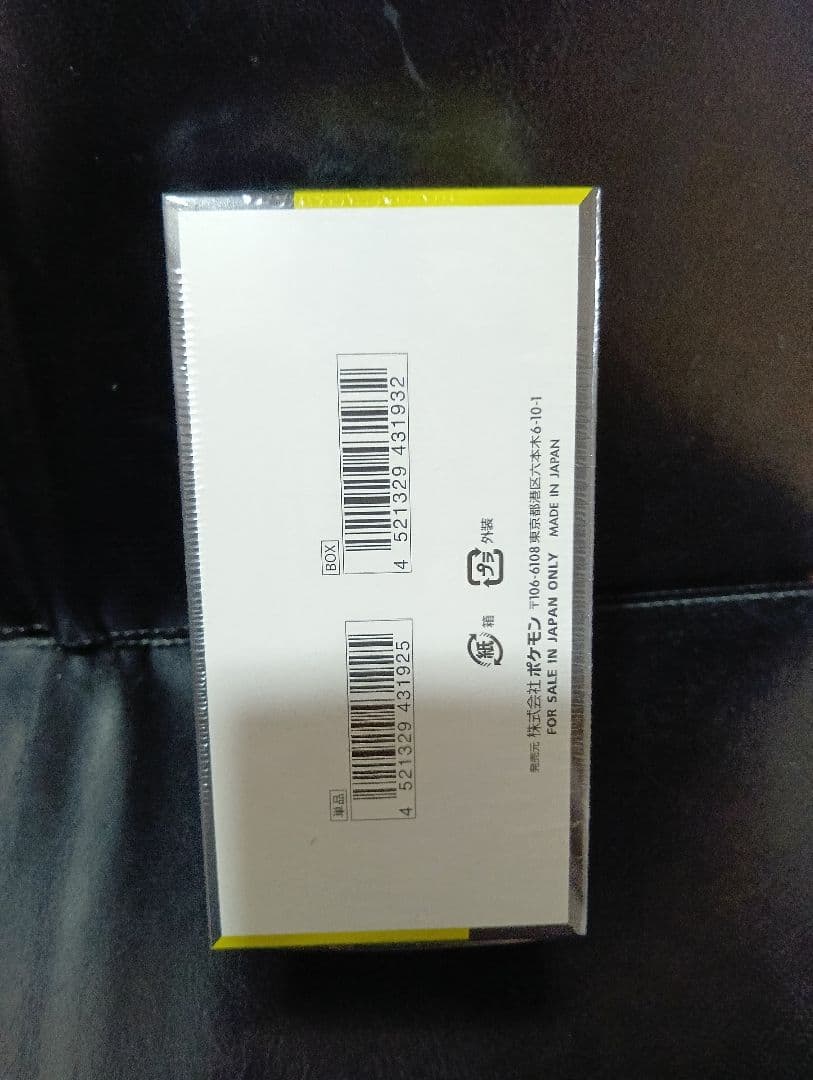 単品
4 521329 431925
BOX
4 521329 431932
紙 箱
プラ 外装
発売元 株式会社ポケモン 〒106-6108 東京都港区六本木6-10-1
FOR SALE IN JAPAN ONLY MADE IN JAPAN